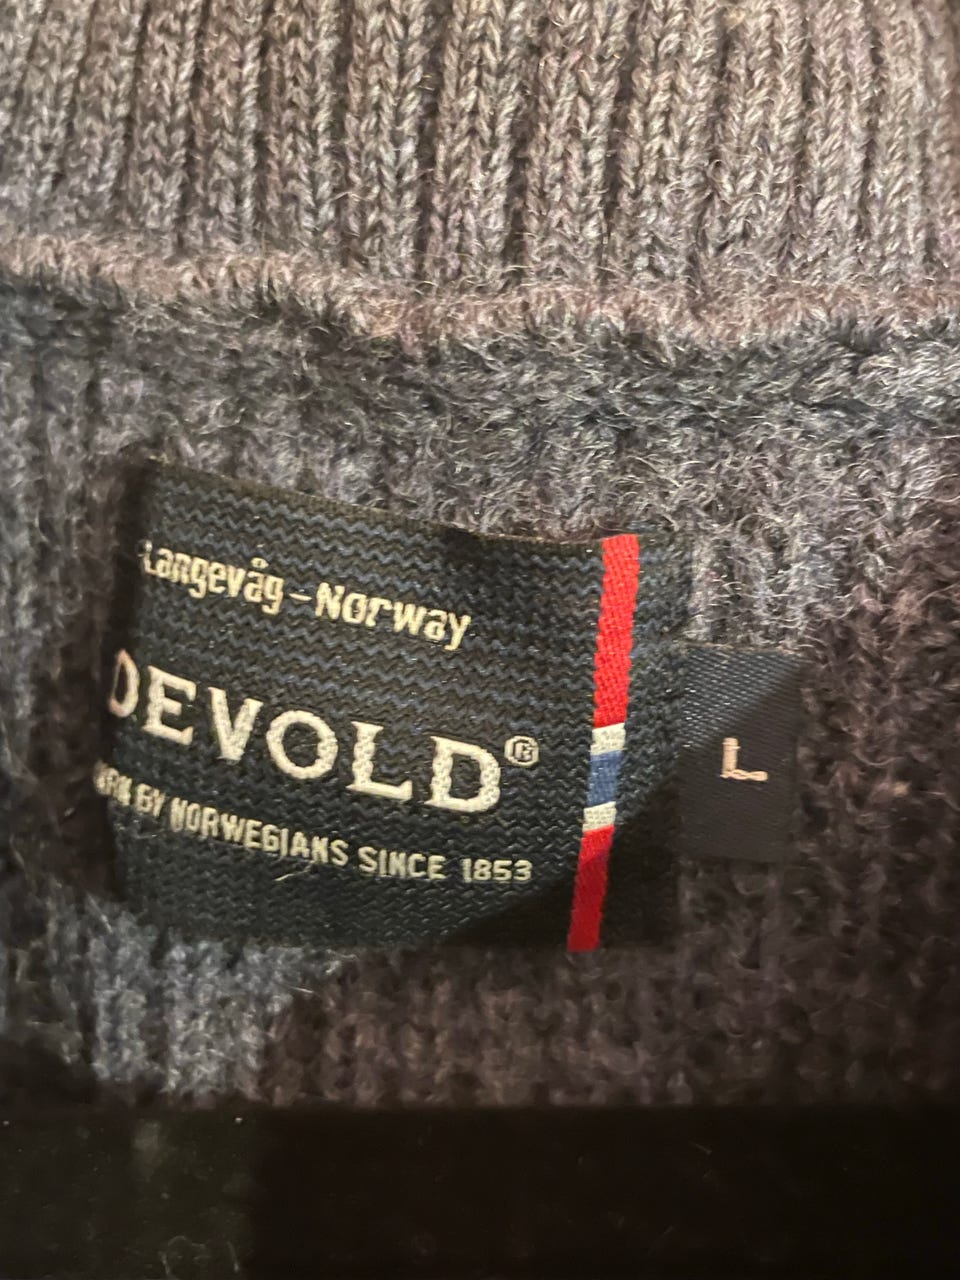 Langevåg-Norway
DEVOLD®
BY NORWEGIANS SINCE 1853
L